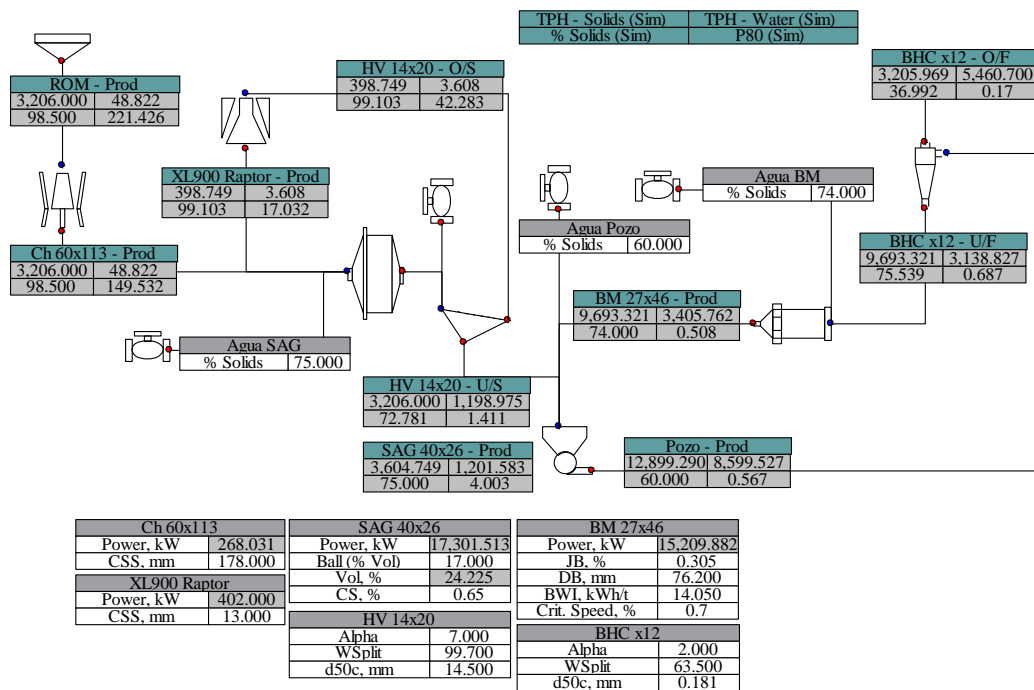 TPH - Solids (Sim) TPH - Water (Sim)
% Solids (Sim) P80 (Sim)
ROM - Prod
3,206.000 48.822
98.500 221.426
HV 14x20 - O/S
398.749 3.608
99.103 42.283
BHC x12 - O/F
3,205.969 5,460.700
36.992 0.17
XL900 Raptor - Prod
398.749 3.608
99.103 17.032
Agua BM
% Solids 74.000
Agua Pozo
% Solids 60.000
Ch 60x113 - Prod
3,206.000 48.822
98.500 149.532
BHC x12 - U/F
9,693.321 3,138.827
75.539 0.687
BM 27x46 - Prod
9,693.321 3,405.762
74.000 0.508
Agua SAG
% Solids 75.000
HV 14x20 - U/S
3,206.000 1,198.975
72.781 1.411
SAG 40x26 - Prod
3,604.749 1,201.583
75.000 4.003
Pozo - Prod
12,899.290 8,599.527
60.000 0.567
Ch 60x113
Power, kW 268.031
CSS, mm 178.000
XL900 Raptor
Power, kW 402.000
CSS, mm 13.000
SAG 40x26
Power, kW 17,301.513
Ball (% Vol) 17.000
Vol, % 24.225
CS, % 0.65
HV 14x20
Alpha 7.000
WSplit 99.700
d50c, mm 14.500
BM 27x46
Power, kW 15,209.882
JB, % 0.305
DB, mm 76.200
BWI, kWh/t 14.050
Crit. Speed, % 0.7
BHC x12
Alpha 2.000
WSplit 63.500
d50c, mm 0.181